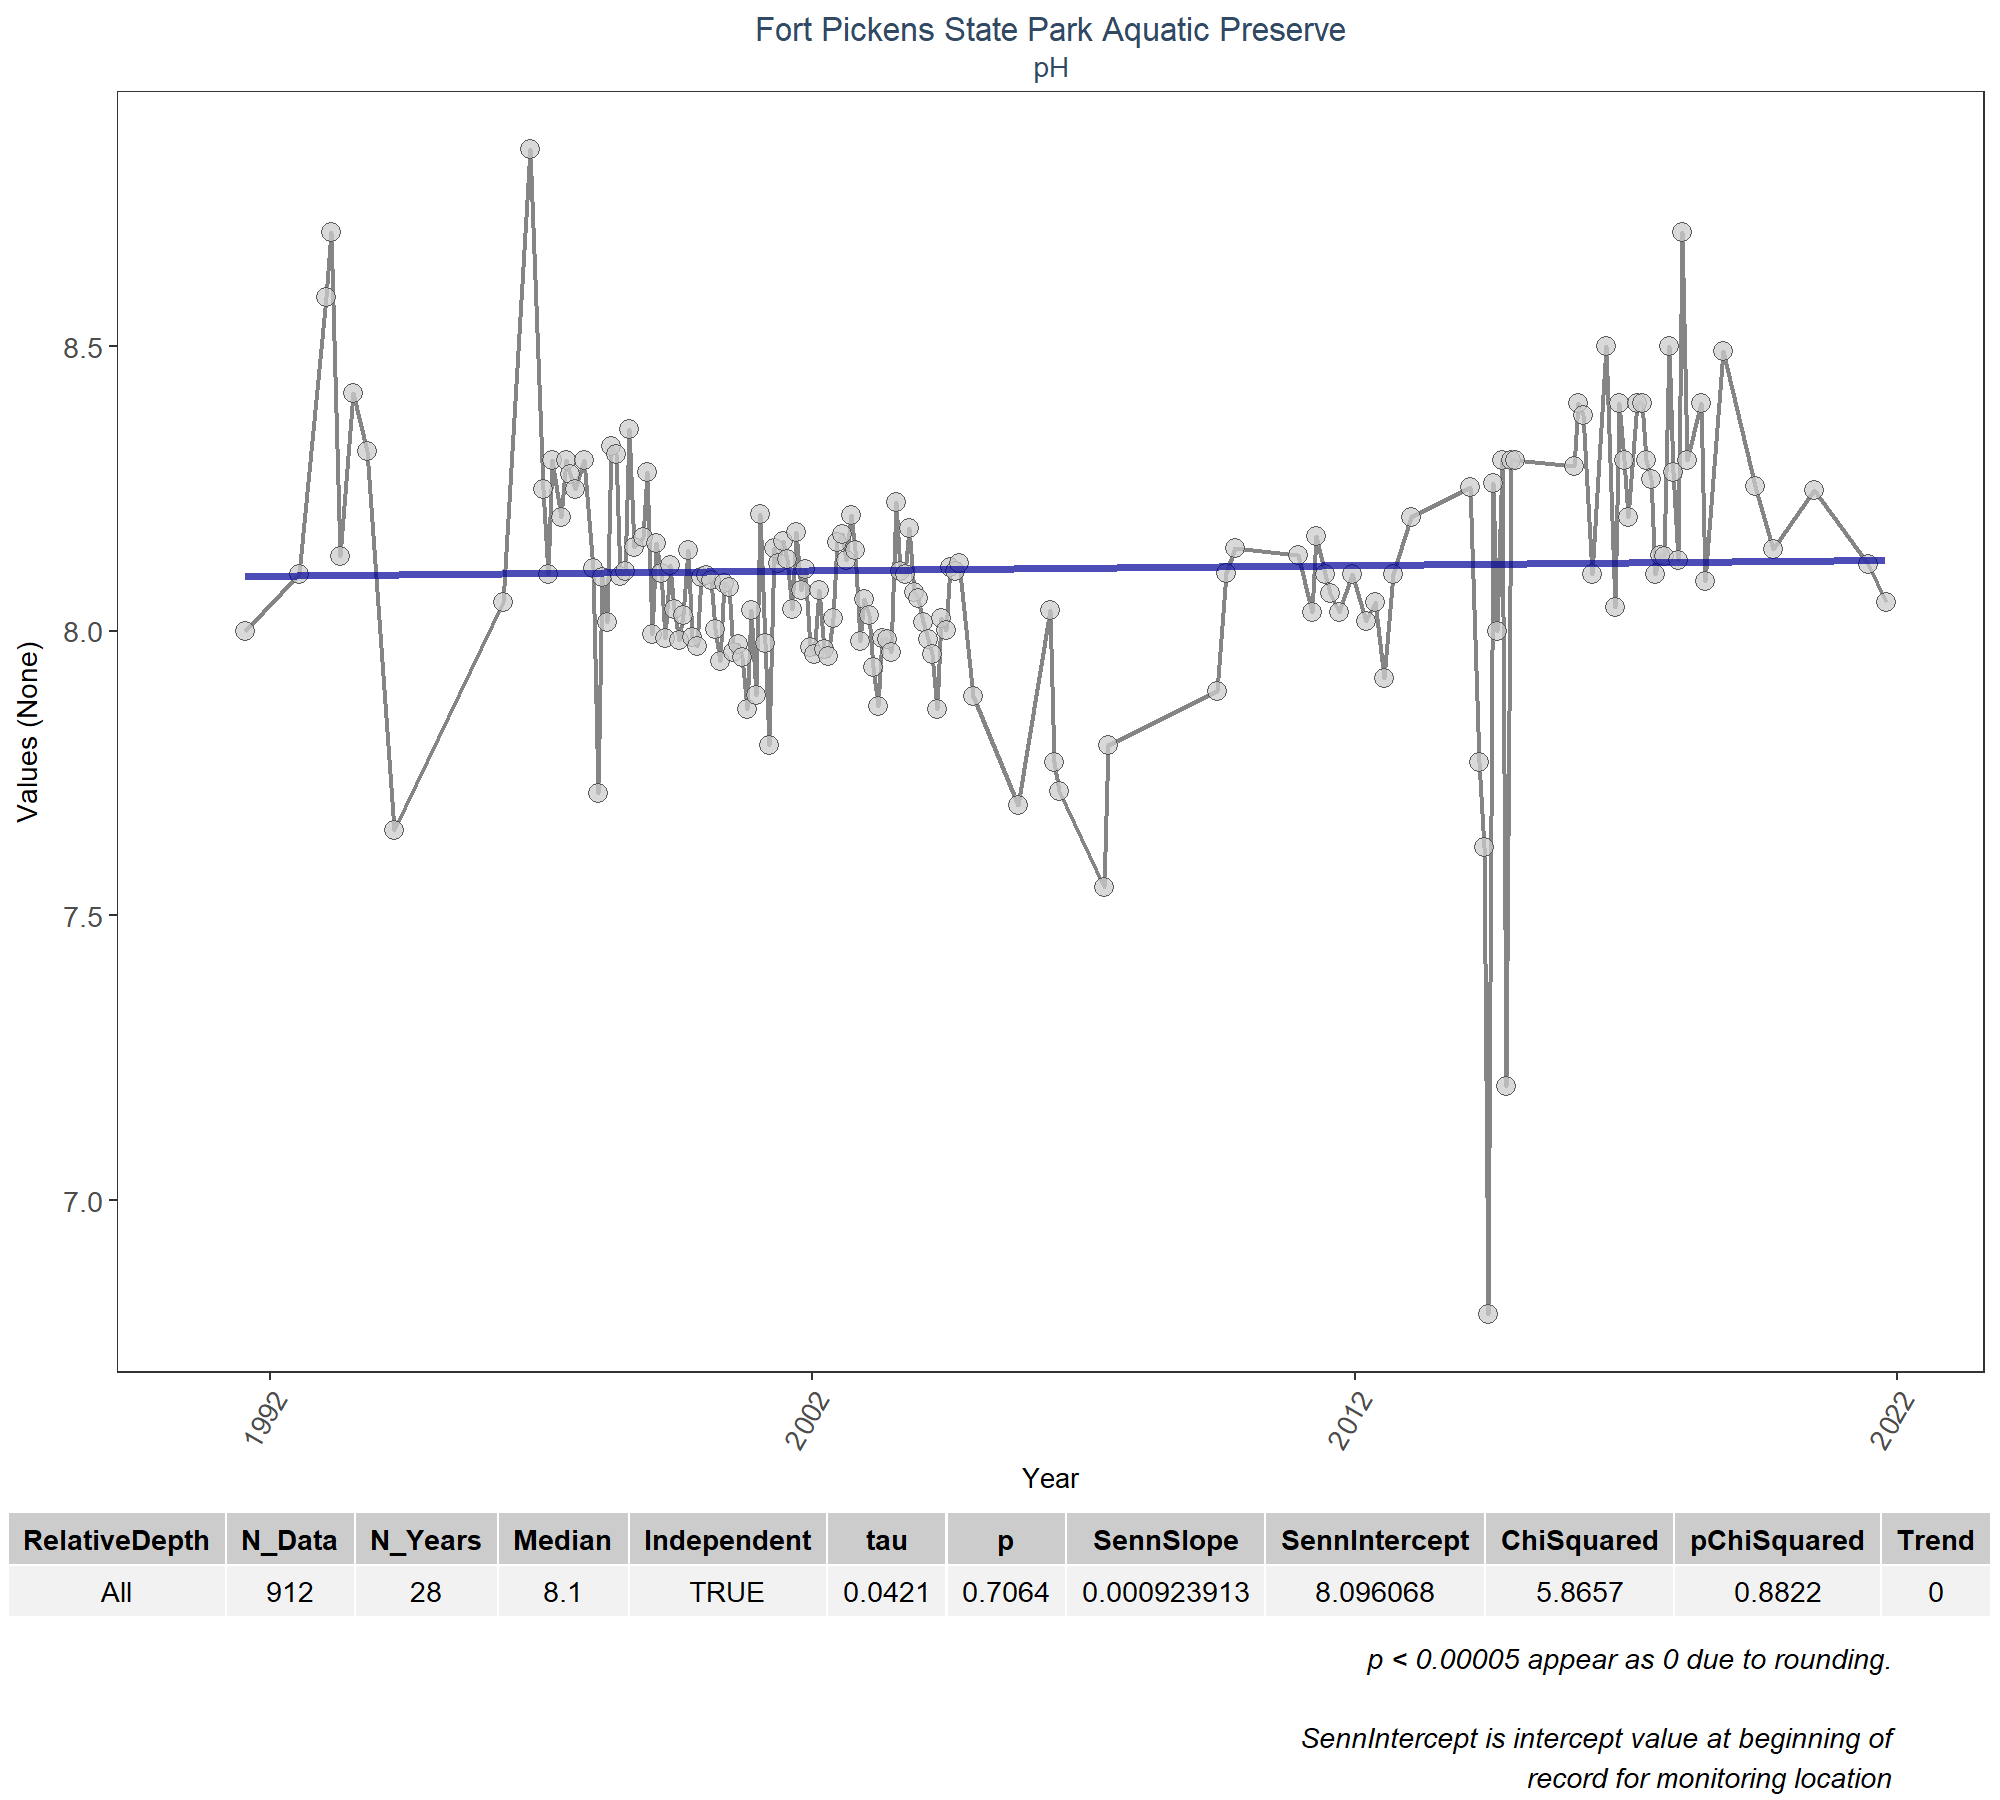 Fort Pickens State Park Aquatic Preserve
pH
8.5
8.0
7.5
7.0
Values (None)
1992
2002
2012
2022
Year
RelativeDepth N_Data N_Years Median Independent tau p SennSlope SennIntercept ChiSquared pChiSquared Trend
All 912 28 8.1 TRUE 0.0421 0.7064 0.000923913 8.096068 5.8657 0.8822 0
p < 0.00005 appear as 0 due to rounding.
SennIntercept is intercept value at beginning of
record for monitoring location